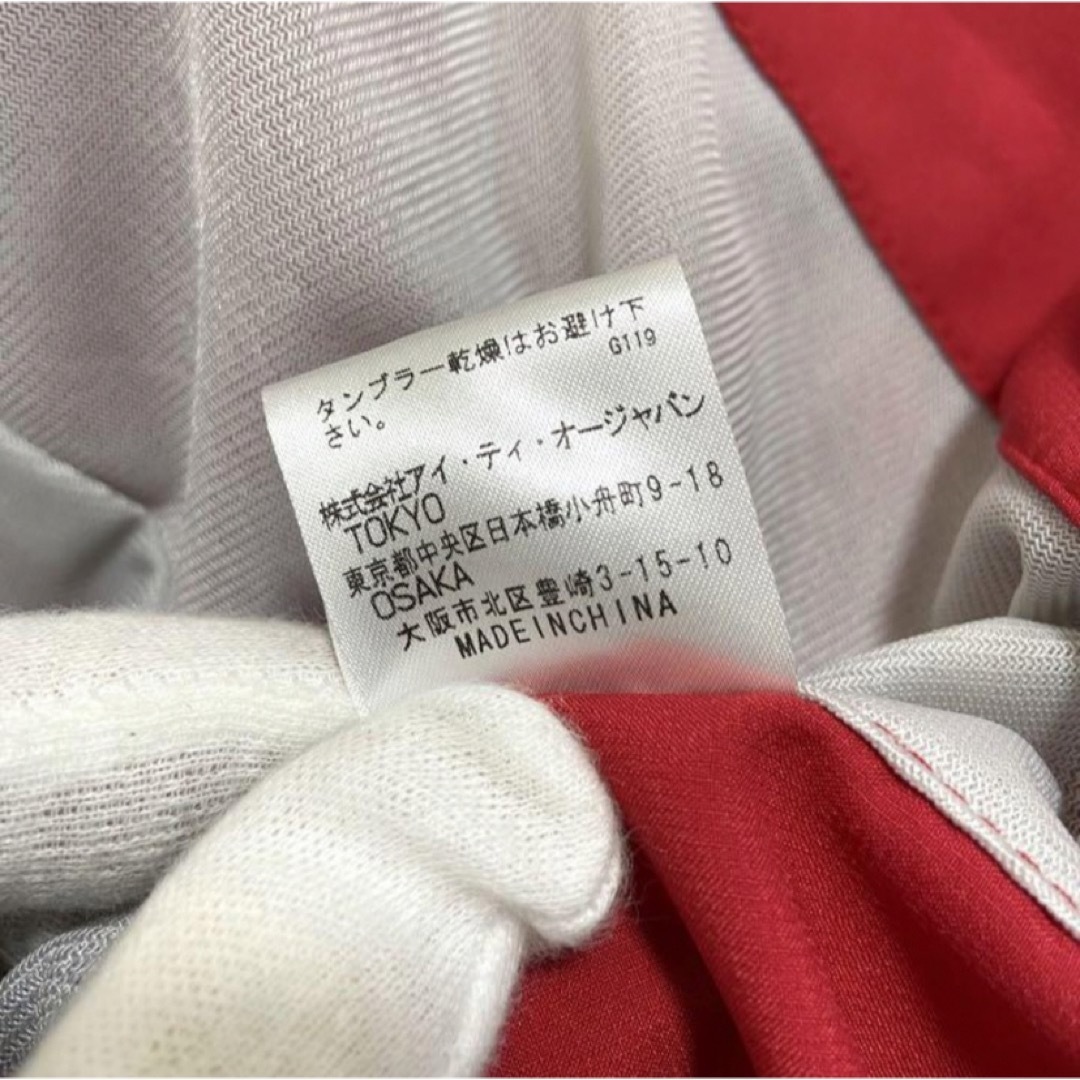 タンブラー乾燥はお避け下
さい。
G119
株式会社アイ・ティ・オージャパン
TOKYO
東京都中央区日本橋小舟町9-18
OSAKA
大阪市北区豊崎3-15-10
MADEINCHINA